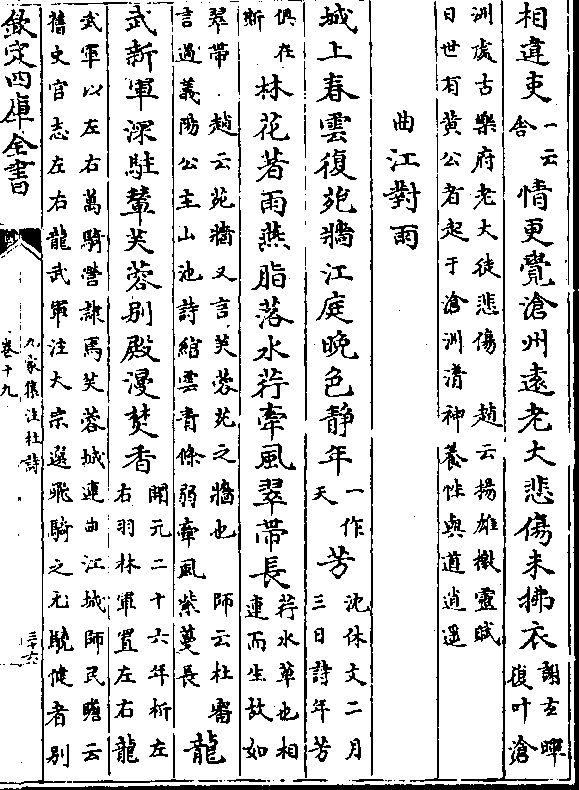 相違吏一云舍情更覺滄州遠老大悲傷未拂衣謝玄暉復叶滄
洲處古樂府老大徒悲傷 趙云揚雄檄靈賦
日世有黄公者起于滄洲清神養性與道逍遥
曲江對雨
城上春雲復苑牆江庭晚色靜年一作天芳沈休文二月三日詩年芳
俱在斯林花著雨燕脂落水荇牽風翠帶長荇水草也相連而生故如
翠帶 趙云苑牆又言芙蓉苑之牆也 師云杜審
言過義陽公主山池詩綰雲青條弱牽風紫蔓長龍
武新軍深駐輦芙蓉别殿漫焚香開元二十六年析左右羽林軍置左右龍
武軍以左右萬騎營隷焉芙蓉城連曲江城師民瞻云
舊史官志左右龍武軍注太宗選飛騎之尤驍健者别
欽定四庫全書
九家集注杜詩
卷十九
三十六